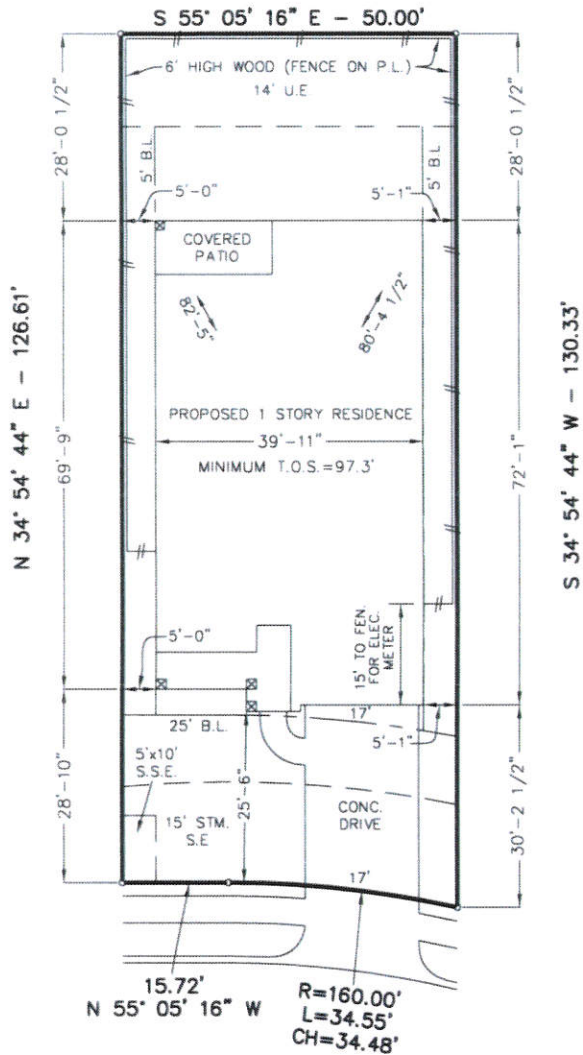 S 55° 05' 16" E - 50.00'
6' HIGH WOOD (FENCE ON P.L.)
14' U.E
28'-0 1/2"
28'-0 1/2"
5' B.L.
5' B.L.
5'-0"
5'-1"
COVERED
PATIO
82'-5"
80'-4 1/2"
N 34° 54' 44" E - 126.61'
S 34° 54' 44" W - 130.33'
69'-9"
72'-1"
PROPOSED 1 STORY RESIDENCE
39'-11"
MINIMUM T.O.S.=97.3'
15' TO FEN.
FOR ELEC.
METER
5'-0"
17'
5'-1"
25' B.L.
5'x10'
S.S.E.
28'-10"
25'-6"
30'-2 1/2"
15' STM.
S.E
CONC.
DRIVE
17'
15.72'
N 55° 05' 16" W
R=160.00'
L=34.55'
CH=34.48'